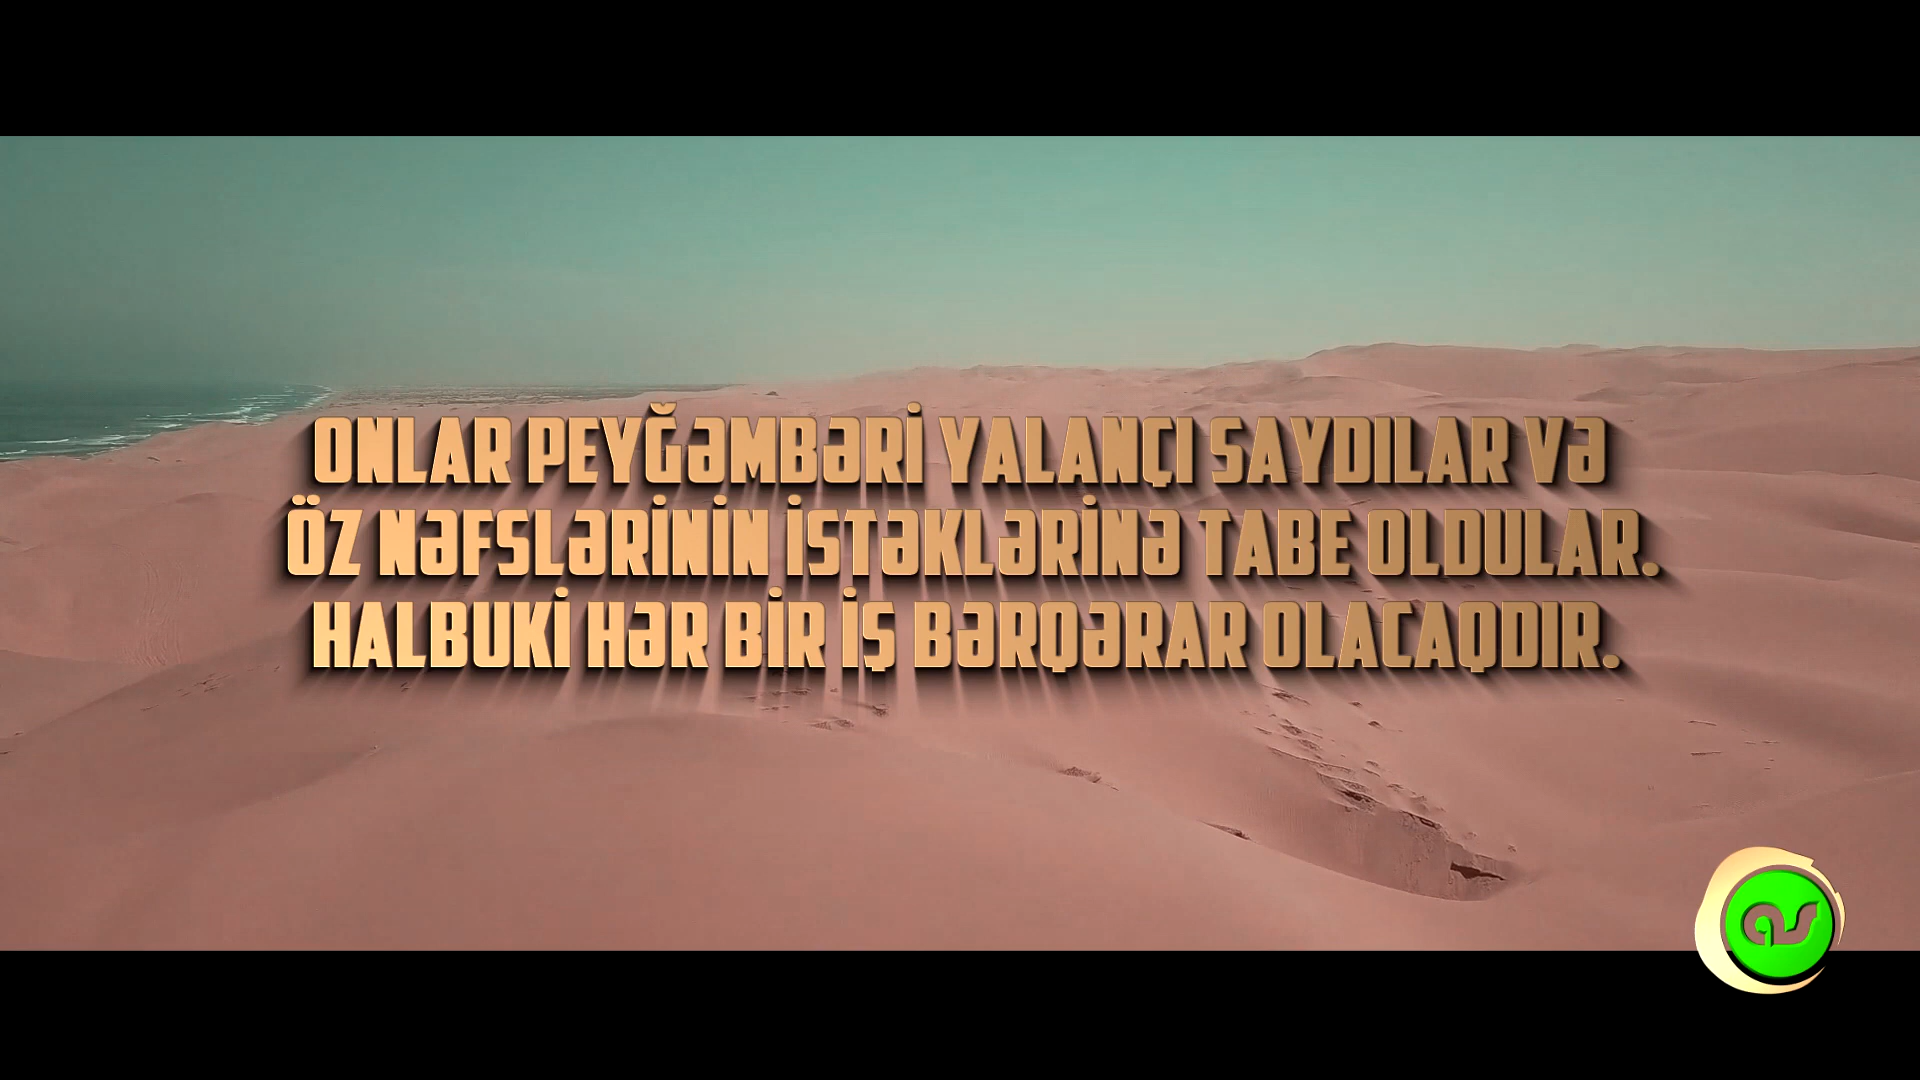 ONLAR PEYĞƏMBƏRİ YALANÇI SAYDILAR VƏ
ÖZ NƏFSLƏRİNİN İSTƏKLƏRİNƏ TABE OLDULAR.
HALBUKİ HƏR BİR İŞ BƏRQƏRAR OLACAQDIR.